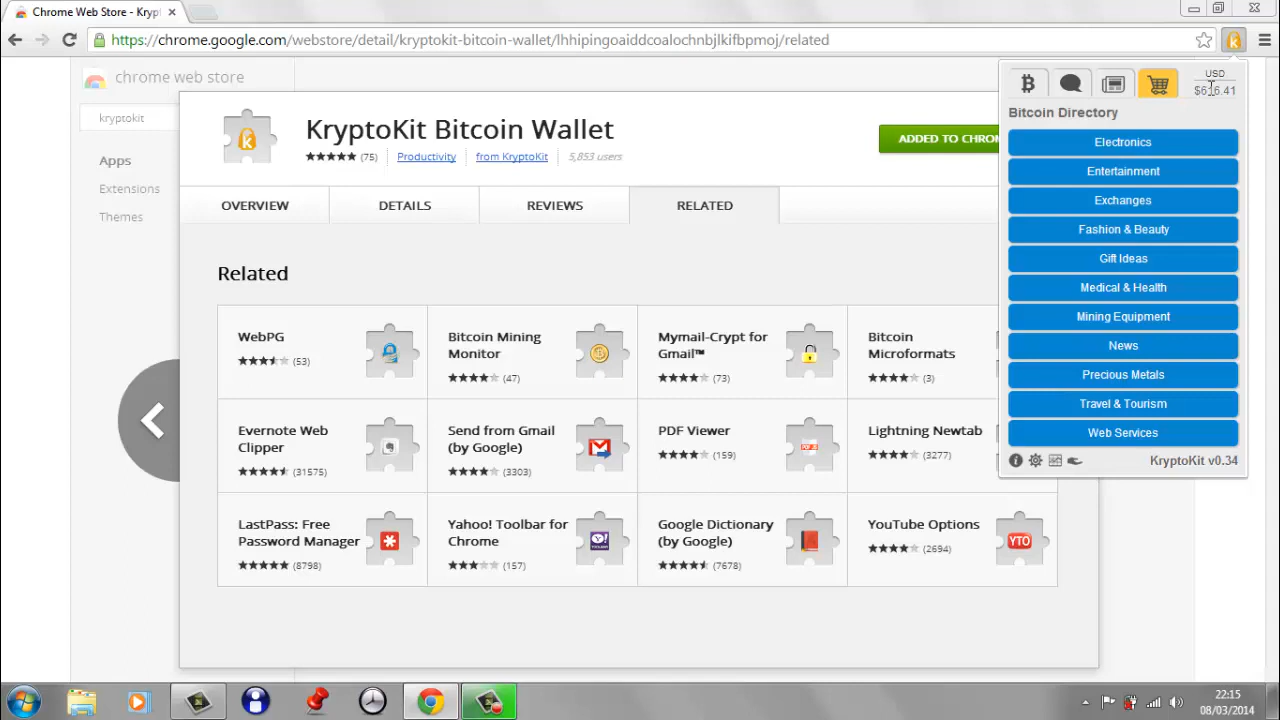 Chrome Web Store - Krypt
https://chrome.google.com/webstore/detail/kryptokit-bitcoin-wallet/lhhipingoaiddcoalochnbjlkifbpmoj/related
chrome web store
kryptokit
Apps
Extensions
Themes
KryptoKit Bitcoin Wallet
(75) Productivity from KryptoKit 5,853 users
ADDED TO CHROM
OVERVIEW DETAILS REVIEWS RELATED
Related
WebPG
(53)
Bitcoin Mining
Monitor
(47)
Mymail-Crypt for
Gmail™
(73)
Bitcoin
Microformats
(3)
Evernote Web
Clipper
(31575)
Send from Gmail
(by Google)
(3303)
PDF Viewer
(159)
Lightning Newtab
(3277)
LastPass: Free
Password Manager
(8798)
Yahoo! Toolbar for
Chrome
(157)
Google Dictionary
(by Google)
(7678)
YouTube Options
(2694)
YTO
USD
Bitcoin Directory
Electronics
Entertainment
Exchanges
Fashion & Beauty
Gift Ideas
Medical & Health
Mining Equipment
News
Precious Metals
Travel & Tourism
Web Services
KryptoKit v0.34
22:15
08/03/2014